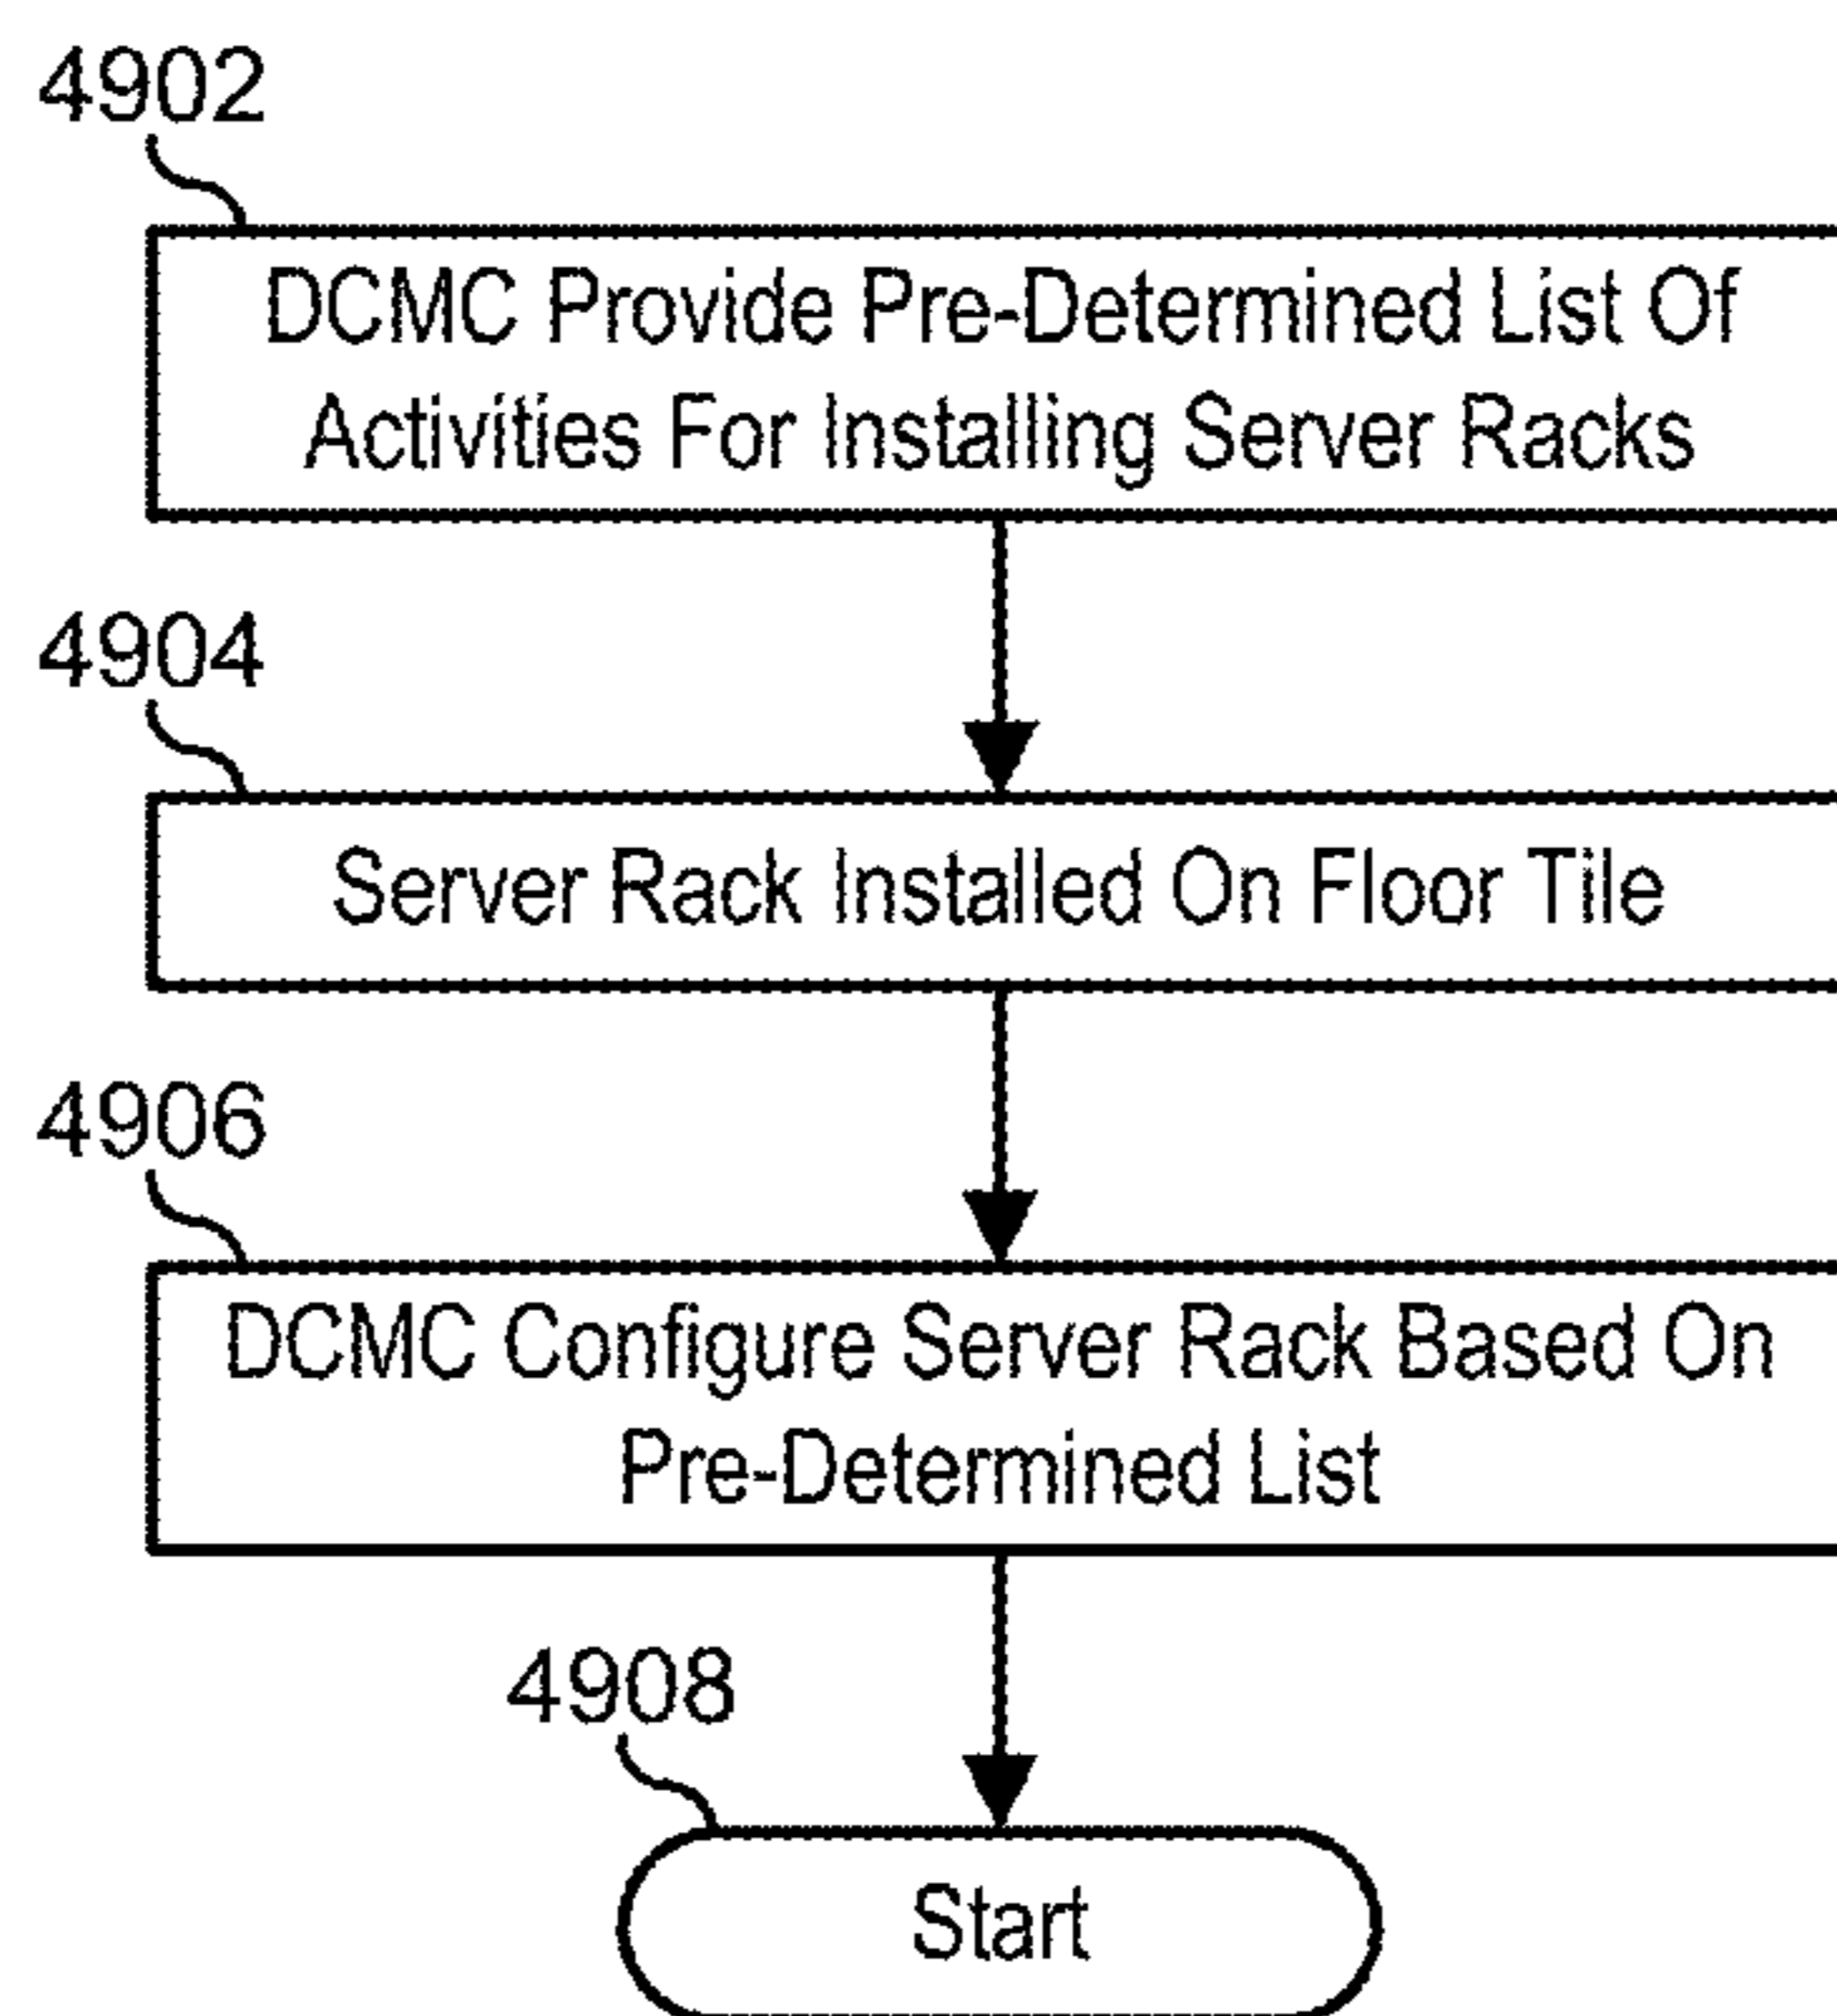 4902
DCMC Provide Pre-Determined List Of
Activities For Installing Server Racks
4904
Server Rack Installed On Floor Tile
4906
DCMC Configure Server Rack Based On
Pre-Determined List
4908
Start